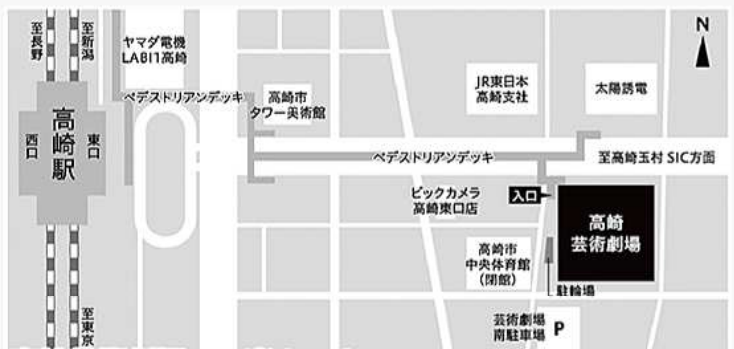 至長野
至新潟
ヤマダ電機
LABI1高崎
ペデストリアンデッキ
高崎市
タワー美術館
JR東日本
高崎支社
太陽誘電
N
高崎駅
西口
東口
ペデストリアンデッキ
至高崎玉村 SIC方面
ビックカメラ
高崎東口店
入口
高崎
芸術劇場
高崎市
中央体育館
(閉館)
駐輪場
至東京
芸術劇場
南駐車場
P